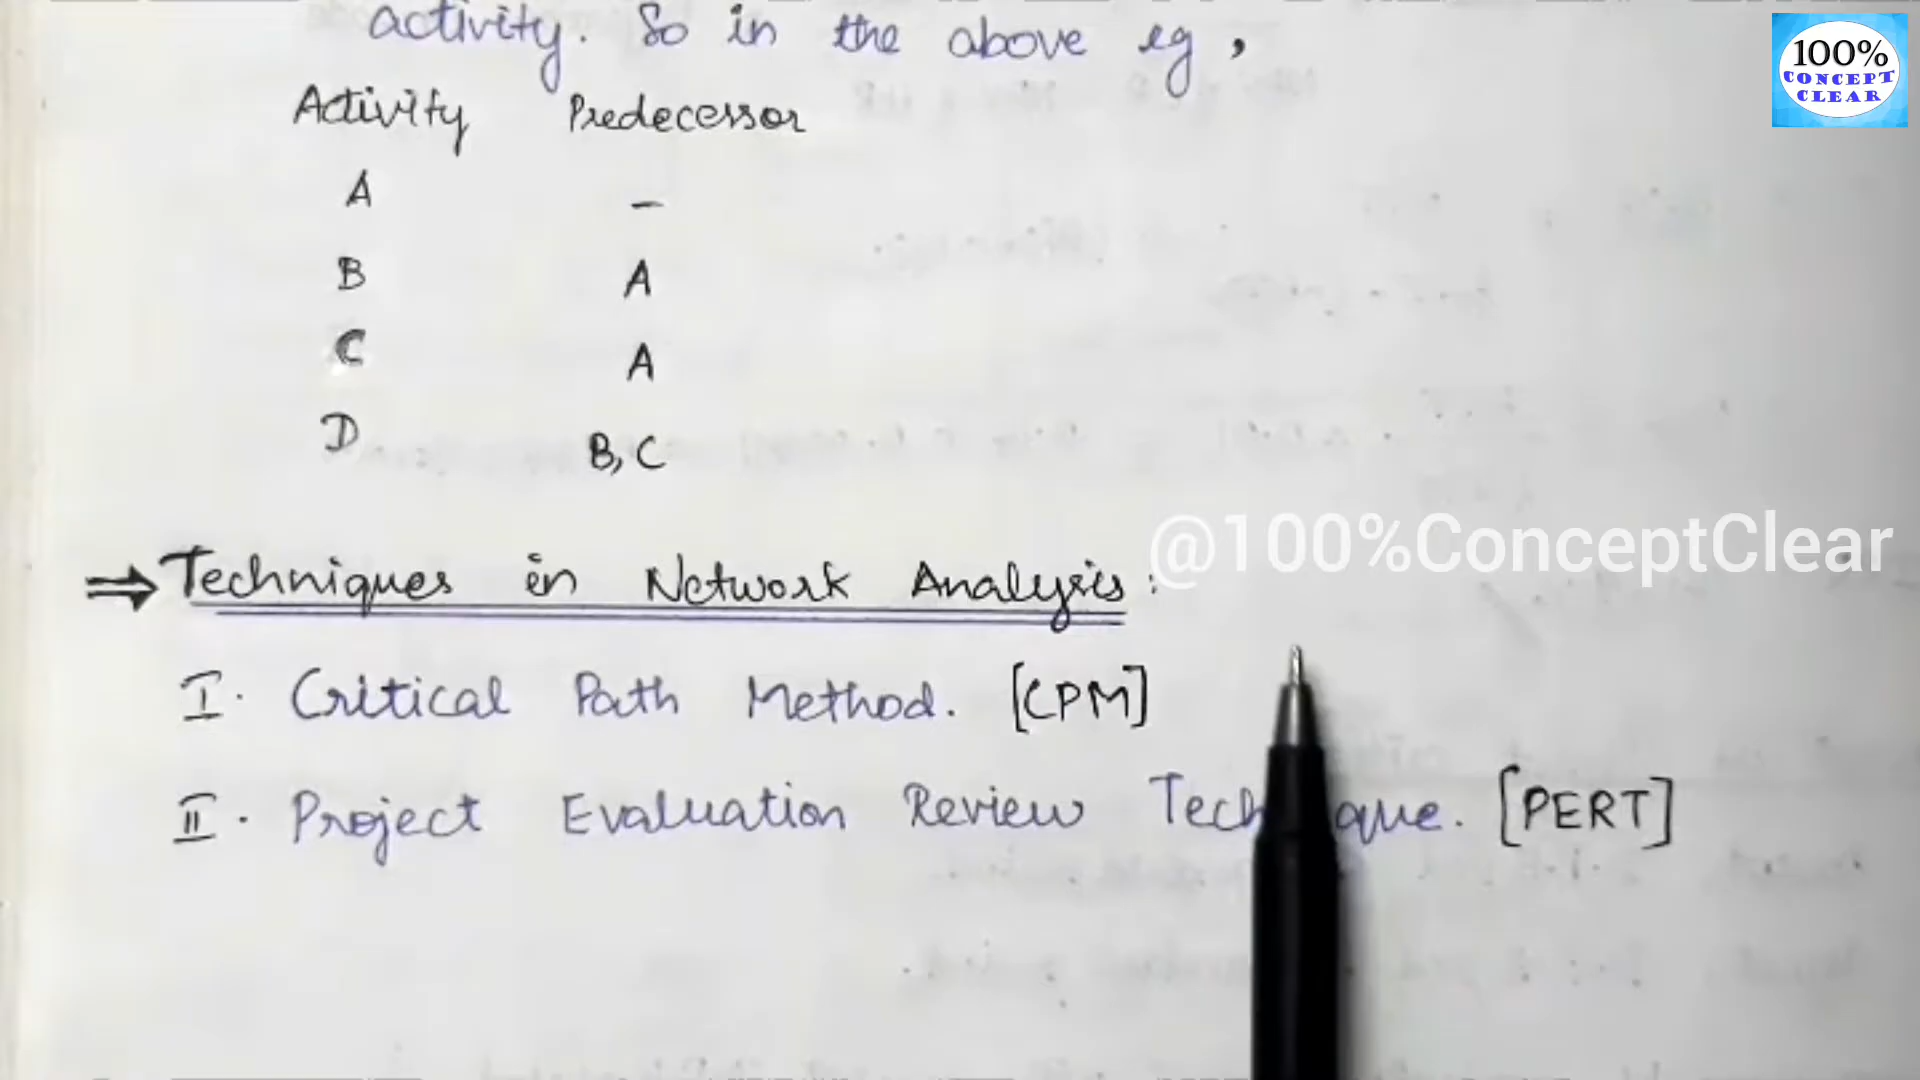 activity. So in the above eg,
100%
CONCEPT
CLEAR
Activity Predecessor
A –
B A
C A
D B, C
@100%ConceptClear
⇒ Techniques in Network Analysis:
I. Critical Path Method. [CPM]
II. Project Evaluation Review Technique. [PERT]